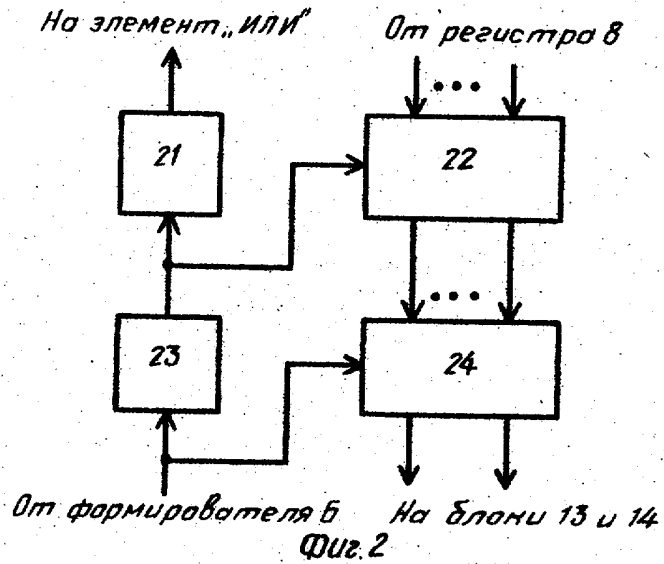 На элемент „ИЛИ"
От регистра 8
21
22
23
24
От формирователя 6
На блоки 13 и 14
Фиг. 2